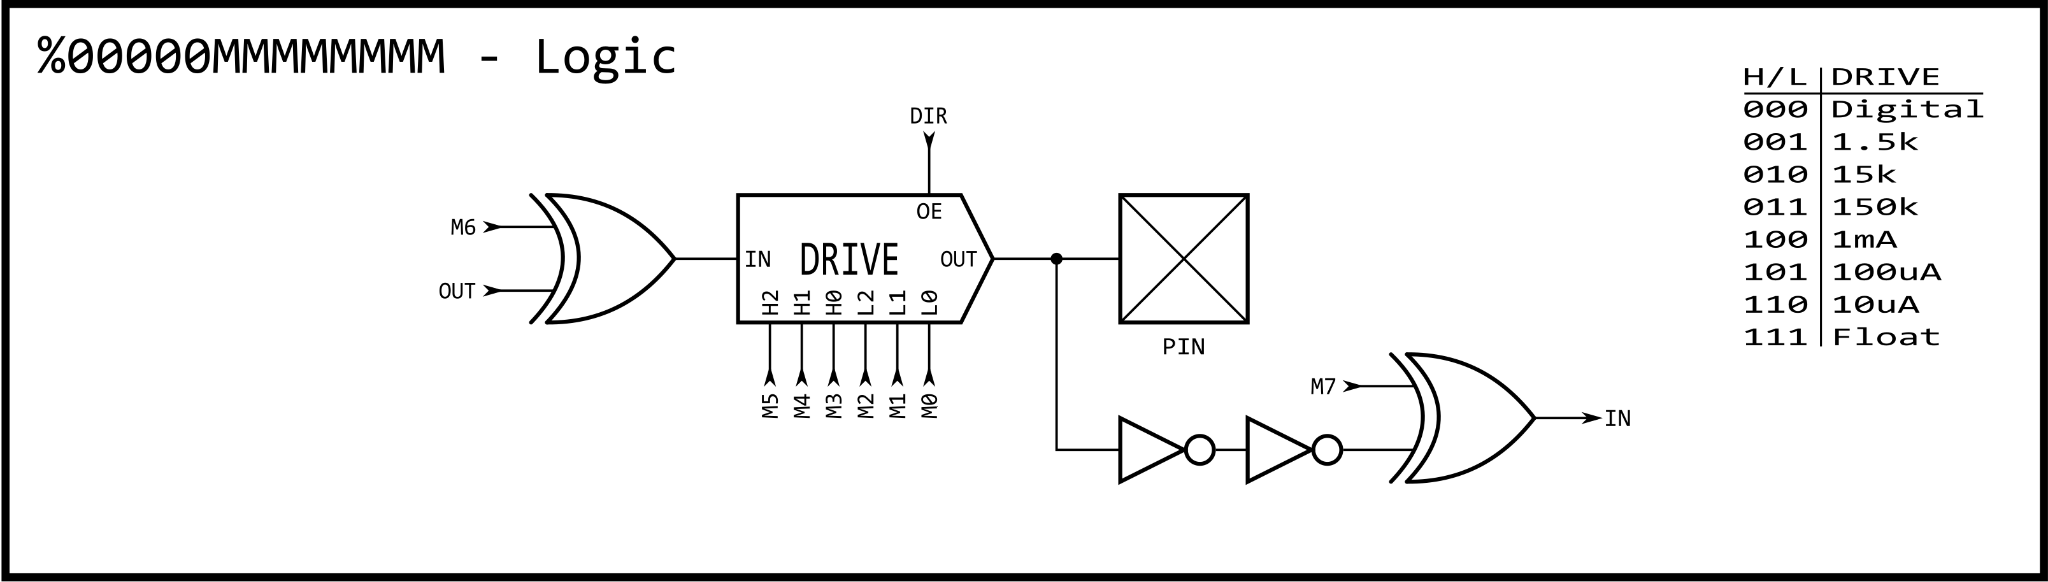 %00000MMMMMMMM - Logic
H/L DRIVE
000 Digital
001 1.5k
010 15k
011 150k
100 1mA
101 100uA
110 10uA
111 Float
DIR
M6
OUT
OE
IN DRIVE OUT
H2 H1 H0 L2 L1 L0
M5 M4 M3 M2 M1 M0
PIN
M7
IN